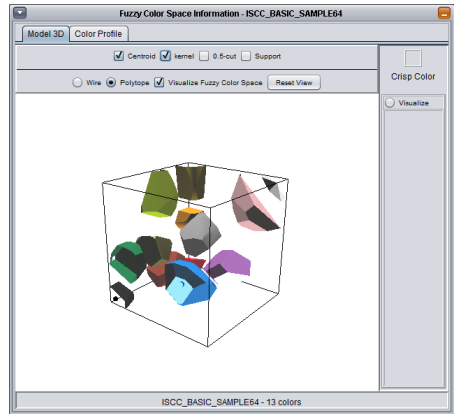 Fuzzy Color Space Information - ISCC_BASIC_SAMPLE64
Model 3D Color Profile
Centroid kernel 0.5-cut Support
Wire Polytope Visualize Fuzzy Color Space Reset View
Crisp Color
Visualize
ISCC_BASIC_SAMPLE64 - 13 colors